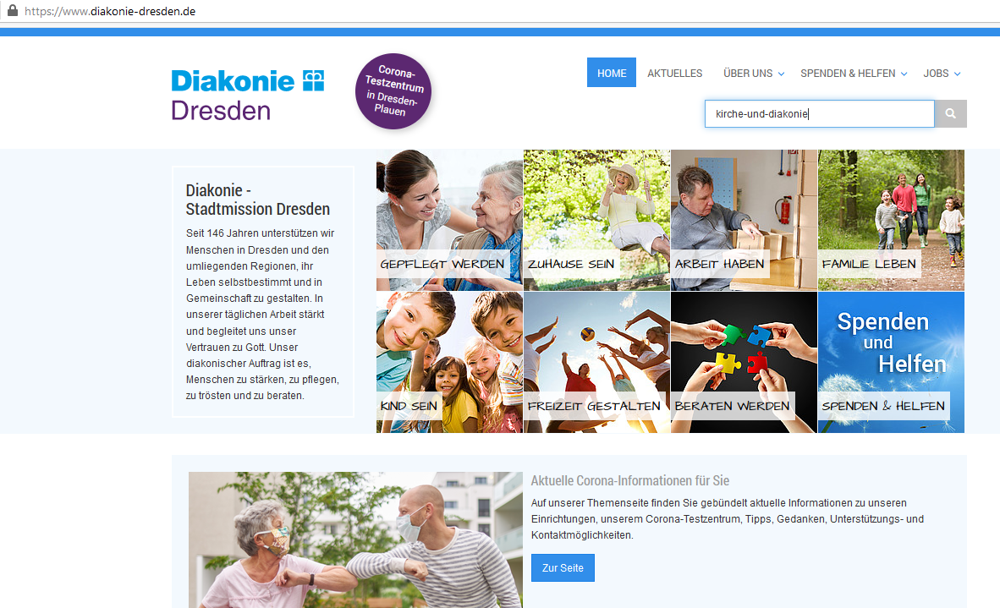 https://www.diakonie-dresden.de
Diakonie
Dresden
Corona-
Testzentrum
in Dresden-
Plauen
HOME
AKTUELLES
ÜBER UNS
SPENDEN & HELFEN
JOBS
kirche-und-diakonie
Diakonie -
Stadtmission Dresden
Seit 146 Jahren unterstützen wir
Menschen in Dresden und den
umliegenden Regionen, ihr
Leben selbstbestimmt und in
Gemeinschaft zu gestalten. In
unserer täglichen Arbeit stärkt
und begleitet uns unser
Vertrauen zu Gott. Unser
diakonischer Auftrag ist es,
Menschen zu stärken, zu pflegen,
zu trösten und zu beraten.
GEPFLEGT WERDEN
ZUHAUSE SEIN
ARBEIT HABEN
FAMILIE LEBEN
Spenden
und
Helfen
KIND SEIN
FREIZEIT GESTALTEN
BERATEN WERDEN
SPENDEN & HELFEN
Aktuelle Corona-Informationen für Sie
Auf unserer Themenseite finden Sie gebündelt aktuelle Informationen zu unseren
Einrichtungen, unserem Corona-Testzentrum, Tipps, Gedanken, Unterstützungs- und
Kontaktmöglichkeiten.
Zur Seite